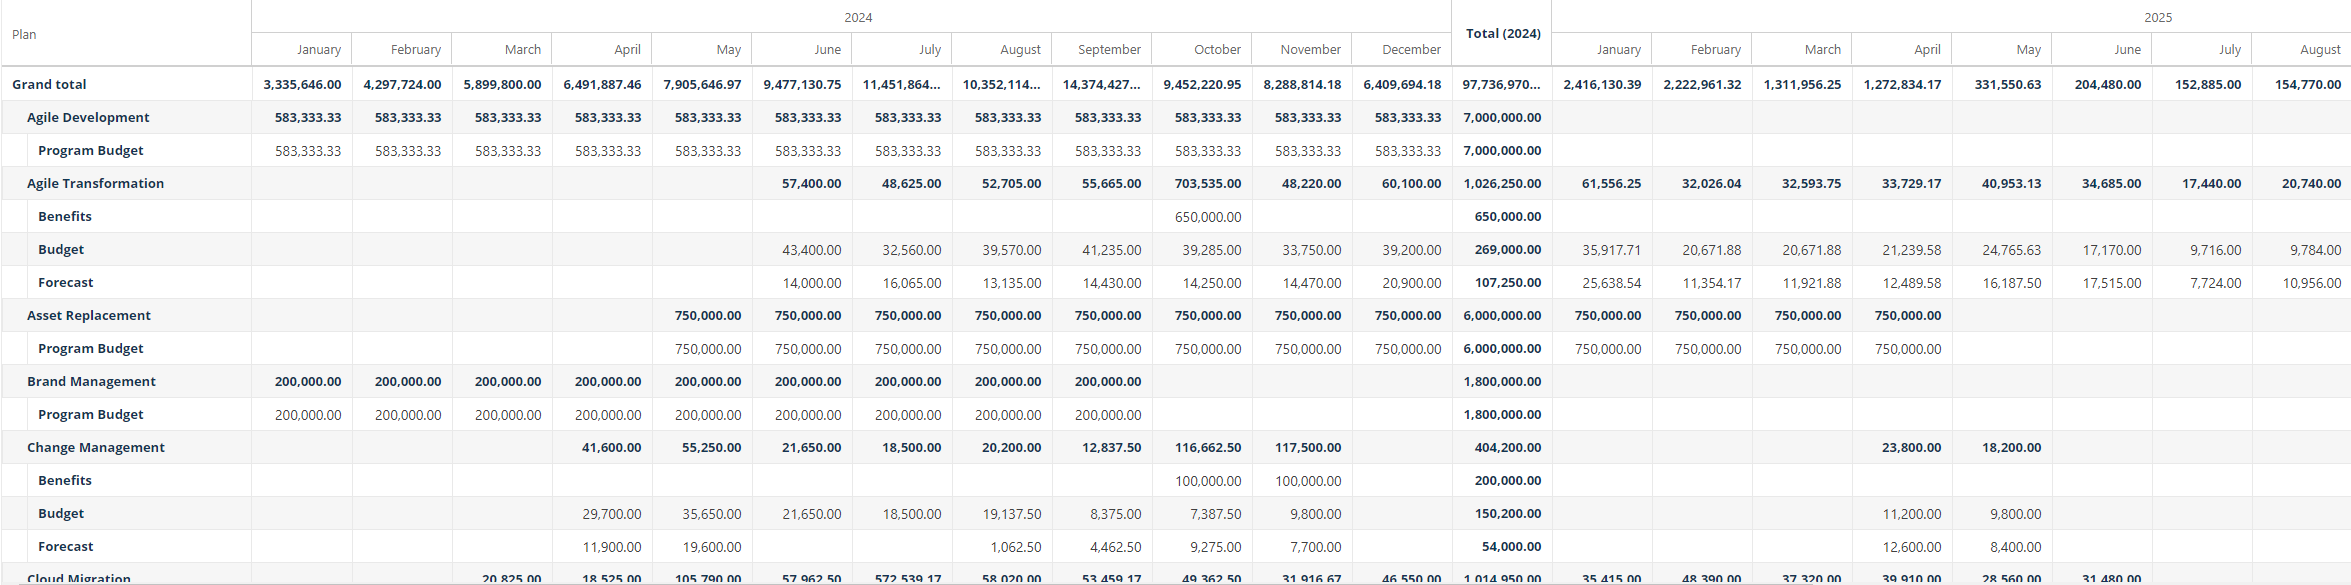 2024 2025
Plan Total (2024)
January February March April May June July August September October November December January February March April May June July August
Grand total 3,335,646.00 4,297,724.00 5,899,800.00 6,491,887.46 7,905,646.97 9,477,130.75 11,451,864... 10,352,114... 14,374,427... 9,452,220.95 8,288,814.18 6,409,694.18 97,736,970... 2,416,130.39 2,222,961.32 1,311,956.25 1,272,834.17 331,550.63 204,480.00 152,885.00 154,770.00
Agile Development 583,333.33 583,333.33 583,333.33 583,333.33 583,333.33 583,333.33 583,333.33 583,333.33 583,333.33 583,333.33 583,333.33 583,333.33 7,000,000.00
Program Budget 583,333.33 583,333.33 583,333.33 583,333.33 583,333.33 583,333.33 583,333.33 583,333.33 583,333.33 583,333.33 583,333.33 583,333.33 7,000,000.00
Agile Transformation 57,400.00 48,625.00 52,705.00 55,665.00 703,535.00 48,220.00 60,100.00 1,026,250.00 61,556.25 32,026.04 32,593.75 33,729.17 40,953.13 34,685.00 17,440.00 20,740.00
Benefits 650,000.00 650,000.00
Budget 43,400.00 32,560.00 39,570.00 41,235.00 39,285.00 33,750.00 39,200.00 269,000.00 35,917.71 20,671.88 20,671.88 21,239.58 24,765.63 17,170.00 9,716.00 9,784.00
Forecast 14,000.00 16,065.00 13,135.00 14,430.00 14,250.00 14,470.00 20,900.00 107,250.00 25,638.54 11,354.17 11,921.88 12,489.58 16,187.50 17,515.00 7,724.00 10,956.00
Asset Replacement 750,000.00 750,000.00 750,000.00 750,000.00 750,000.00 750,000.00 750,000.00 750,000.00 6,000,000.00 750,000.00 750,000.00 750,000.00 750,000.00
Program Budget 750,000.00 750,000.00 750,000.00 750,000.00 750,000.00 750,000.00 750,000.00 750,000.00 6,000,000.00 750,000.00 750,000.00 750,000.00 750,000.00
Brand Management 200,000.00 200,000.00 200,000.00 200,000.00 200,000.00 200,000.00 200,000.00 200,000.00 200,000.00 1,800,000.00
Program Budget 200,000.00 200,000.00 200,000.00 200,000.00 200,000.00 200,000.00 200,000.00 200,000.00 200,000.00 1,800,000.00
Change Management 41,600.00 55,250.00 21,650.00 18,500.00 20,200.00 12,837.50 116,662.50 117,500.00 404,200.00 23,800.00 18,200.00
Benefits 100,000.00 100,000.00 200,000.00
Budget 29,700.00 35,650.00 21,650.00 18,500.00 19,137.50 8,375.00 7,387.50 9,800.00 150,200.00 11,200.00 9,800.00
Forecast 11,900.00 19,600.00 1,062.50 4,462.50 9,275.00 7,700.00 54,000.00 12,600.00 8,400.00
Cloud Migration 20,825.00 18,525.00 105,790.00 57,962.50 572,539.17 58,020.00 53,459.17 49,362.50 31,916.67 46,550.00 1,014,950.00 35,415.00 48,390.00 37,320.00 39,910.00 28,560.00 31,480.00